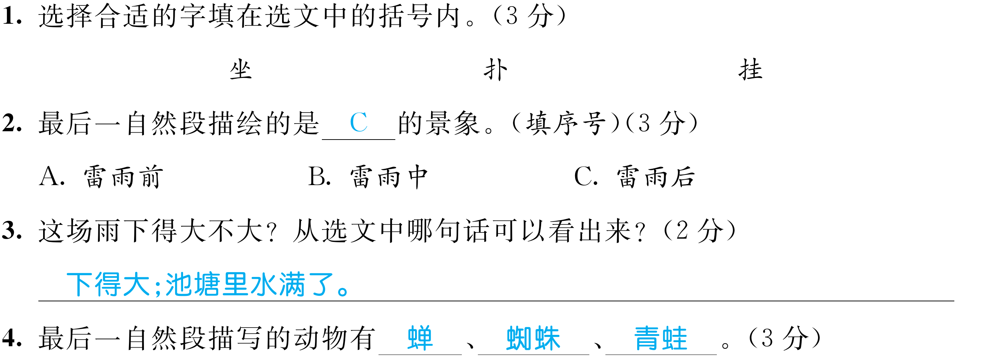 1. 选择合适的字填在选文中的括号内。(3 分)
坐 扑 挂
2. 最后一自然段描绘的是 C 的景象。(填序号)(3 分)
A. 雷雨前 B. 雷雨中 C. 雷雨后
3. 这场雨下得大不大? 从选文中哪句话可以看出来? (2 分)
下得大;池塘里水满了。
4. 最后一自然段描写的动物有 蝉 、 蜘蛛 、 青蛙 。(3 分)